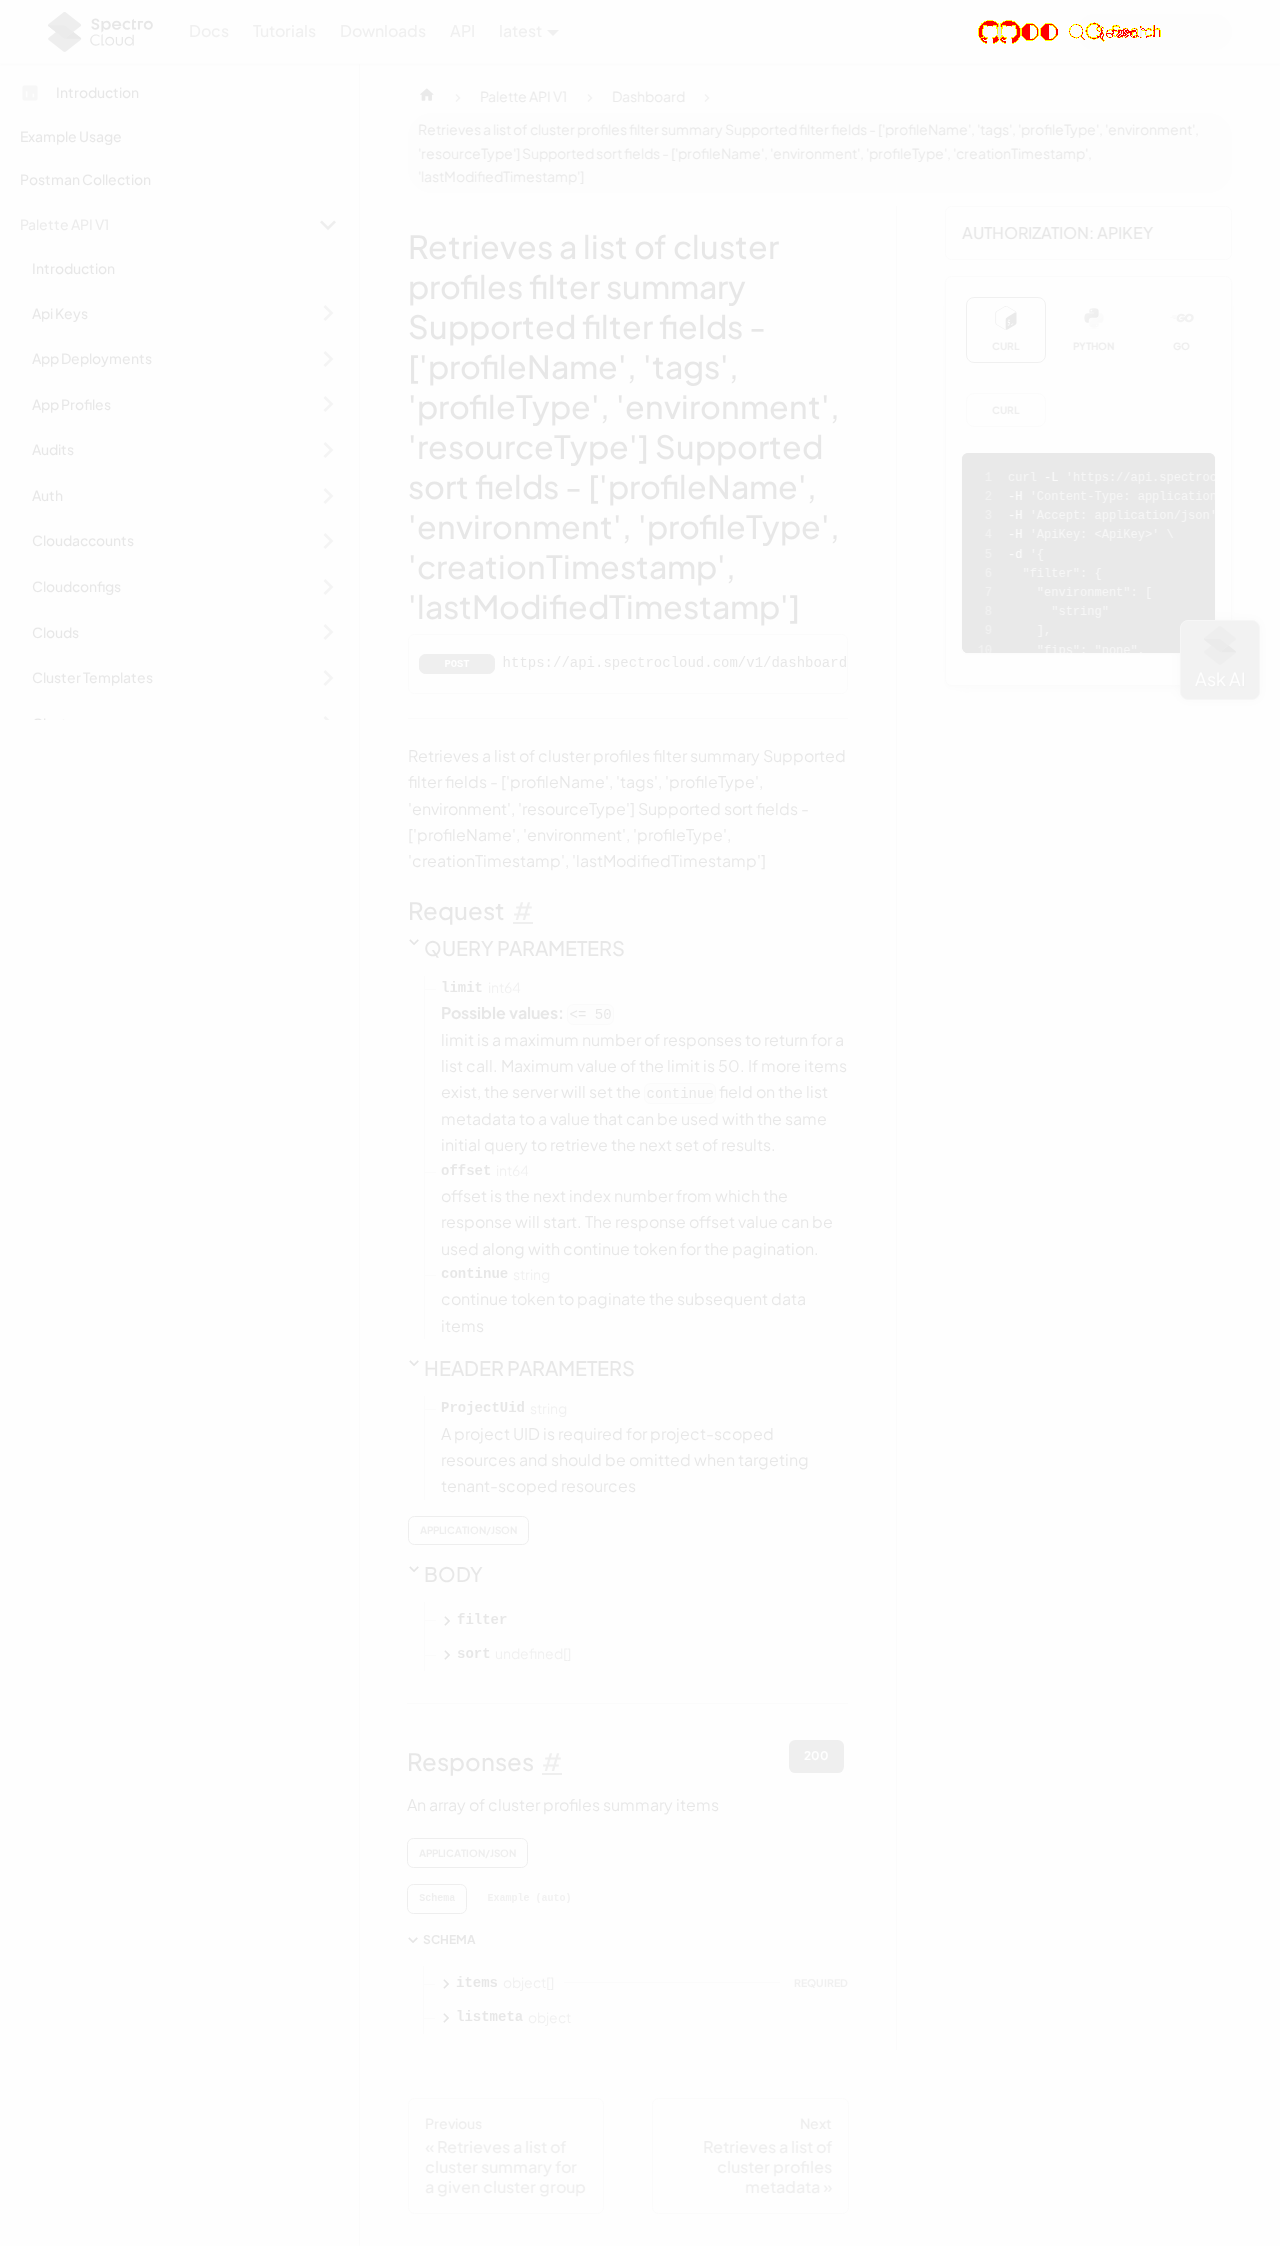 Spectro
Cloud
Docs
Tutorials
Downloads
API
latest
Introduction
Example Usage
Postman Collection
Palette API V1
Introduction
Api Keys
App Deployments
App Profiles
Audits
Auth
Cloudaccounts
Cloudconfigs
Clouds
Cluster Templates
Palette API V1
Dashboard
Retrieves a list of cluster profiles filter summary Supported filter fields - ['profileName', 'tags', 'profileType', 'environment',
'resourceType'] Supported sort fields - ['profileName', 'environment', 'profileType', 'creationTimestamp',
'lastModifiedTimestamp']
Retrieves a list of cluster
profiles filter summary
Supported filter fields -
['profileName', 'tags',
'profileType', 'environment',
'resourceType'] Supported
sort fields - ['profileName',
'environment', 'profileType',
'creationTimestamp',
'lastModifiedTimestamp']
POST https://api.spectrocloud.com/v1/dashboard
Retrieves a list of cluster profiles filter summary Supported
filter fields - ['profileName', 'tags', 'profileType',
'environment', 'resourceType'] Supported sort fields -
['profileName', 'environment', 'profileType',
'creationTimestamp', 'lastModifiedTimestamp']
Request #
QUERY PARAMETERS
limit int64
Possible values: <= 50
limit is a maximum number of responses to return for a
list call. Maximum value of the limit is 50. If more items
exist, the server will set the continue field on the list
metadata to a value that can be used with the same
initial query to retrieve the next set of results.
offset int64
offset is the next index number from which the
response will start. The response offset value can be
used along with continue token for the pagination.
continue string
continue token to paginate the subsequent data
items
HEADER PARAMETERS
ProjectUid string
A project UID is required for project-scoped
resources and should be omitted when targeting
tenant-scoped resources
APPLICATION/JSON
BODY
filter
sort undefined[]
Responses #
200
An array of cluster profiles summary items
APPLICATION/JSON
Schema
Example (auto)
SCHEMA
items object[] REQUIRED
listmeta object
Previous
« Retrieves a list of
cluster summary for
a given cluster group
Next
Retrieves a list of
cluster profiles
metadata »
AUTHORIZATION: APIKEY
CURL
PYTHON
GO
GO
CURL
1 curl -L 'https://api.spectroc
2 -H 'Content-Type: application
3 -H 'Accept: application/json'
4 -H 'ApiKey: <ApiKey>' \
5 -d '{
6 "filter": {
7 "environment": [
8 "string"
9 ],
10 "fips": "none"
Ask AI